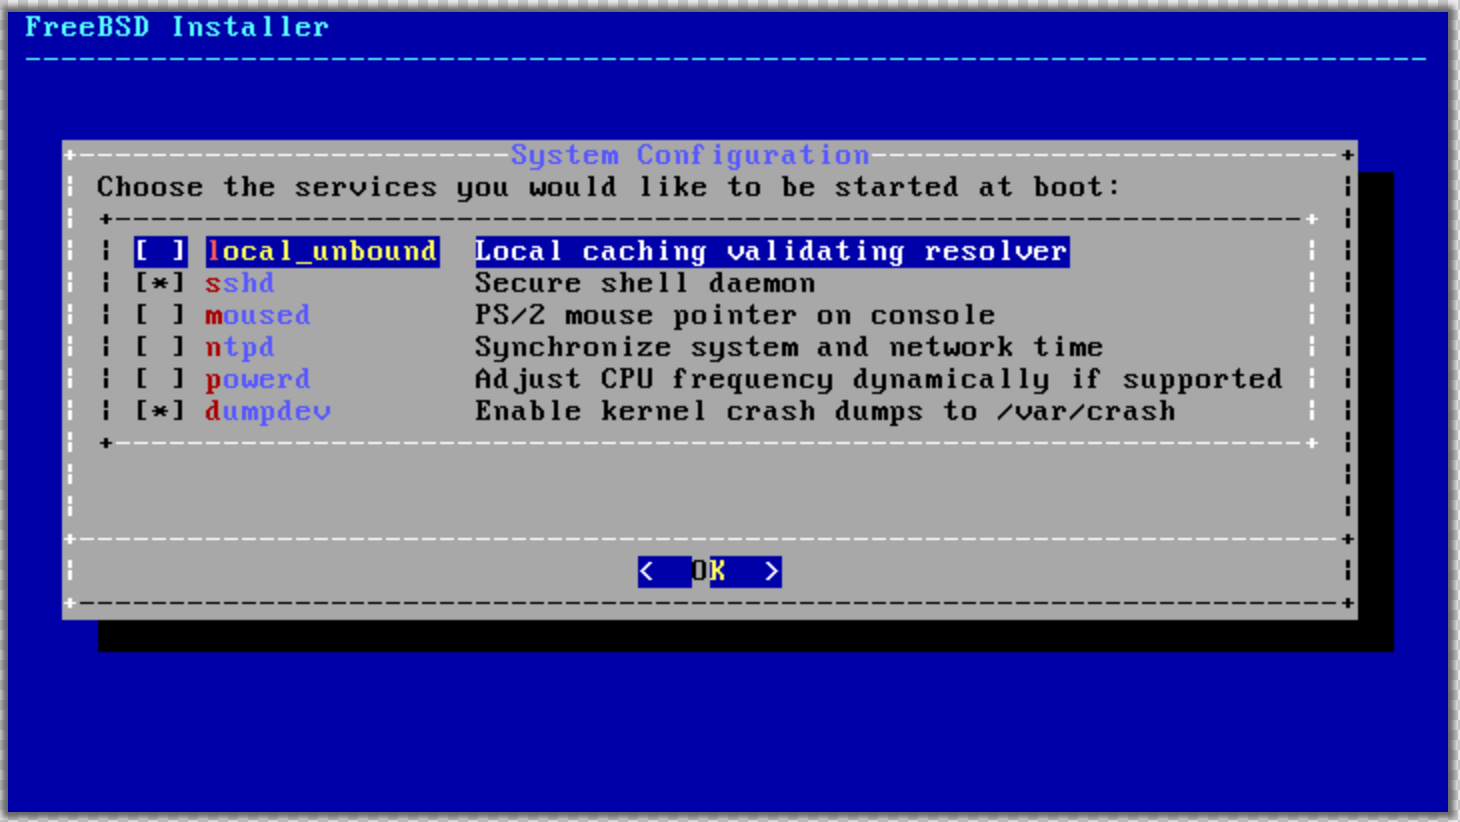 FreeBSD Installer
System Configuration
Choose the services you would like to be started at boot:
[ ] local_unbound Local caching validating resolver
[*] sshd Secure shell daemon
[ ] moused PS/2 mouse pointer on console
[ ] ntpd Synchronize system and network time
[ ] powerd Adjust CPU frequency dynamically if supported
[*] dumpdev Enable kernel crash dumps to /var/crash
< OK >